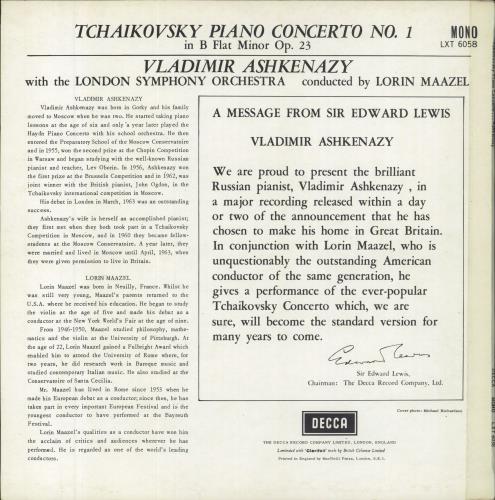 TCHAIKOVSKY PIANO CONCERTO NO. 1
in B Flat Minor Op. 23
MONO
LXT 6058
VLADIMIR ASHKENAZY
with the LONDON SYMPHONY ORCHESTRA conducted by LORIN MAAZEL
VLADIMIR ASHKENAZY
Vladimir Ashkenazy was born in Gorky and his family
moved to Moscow when he was two. He started taking piano
lessons at the age of six and only 'a year later played the
Haydn Piano Concerto with his school orchestra. He then
entered the Preparatory School of the Moscow Conservatoire
and in 1955, won the second prize at the Chopin Competition
in Warsaw and began studying with the well-known Russian
pianist and teacher, Lev Oberin. In 1956, Ashkenazy won
the first prize at the Brussels Competition and in 1962, was
joint winner with the British pianist, John Ogdon, in the
Tchaikovsky international competition in Moscow.
His debut in London in March, 1963 was an outstanding
success.
Ashkenazy's wife is herself an accomplished pianist;
they first met when they both took part in a Tchaikovsky
Competition in Moscow, and in 1960 they became fellow-
students at the Moscow Conservatoire. A year later, they
were married and lived in Moscow until April, 1963, when
they were given permission to live in Britain.
LORIN MAAZEL
Lorin Maazel was born in Neuilly, France. Whilst he
was still very young, Maazel's parents returned to the
U.S.A. where he received his education. He began to study
the violin at the age of five and made his debut as a
conductor at the New York World's Fair at the age of nine.
From 1946-1950, Maazel studied philosophy, mathe-
matics and the violin at the University of Pittsburgh. At
the age of 22, Lorin Maazel gained a Fulbright Award which
enabled him to attend the University of Rome where, for
two years, he did research work in Baroque music and
studied contemporary Italian music. He also studied at the
Conservatoire of Santa Cecilia.
Mr. Maazel has lived in Rome since 1953 when he
made his European debut as a conductor; since then, he has
taken part in every important European Festival and is the
youngest conductor to have performed at the Bayreuth
Festival.
Lorin Maazel's qualities as a conductor have won him
the acclaim of critics and audiences wherever he has
performed. He is regarded as one of the world's leading
conductors.
A MESSAGE FROM SIR EDWARD LEWIS
VLADIMIR ASHKENAZY
We are proud to present the brilliant
Russian pianist, Vladimir Ashkenazy , in
a major recording released within a day
or two of the announcement that he has
chosen to make his home in Great Britain.
In conjunction with Lorin Maazel, who is
unquestionably the outstanding American
conductor of the same generation, he
gives a performance of the ever-popular
Tchaikovsky Concerto which, we are
sure, will become the standard version for
many years to come.
Edward Lewis
Sir Edward Lewis,
Chairman: The Decca Record Company, Ltd.
Cover photo: Michael Richardson
DECCA
THE DECCA RECORD COMPANY LIMITED, LONDON, ENGLAND
Laminated with 'Clarifoil' made by British Celanese Limited
Printed in England by